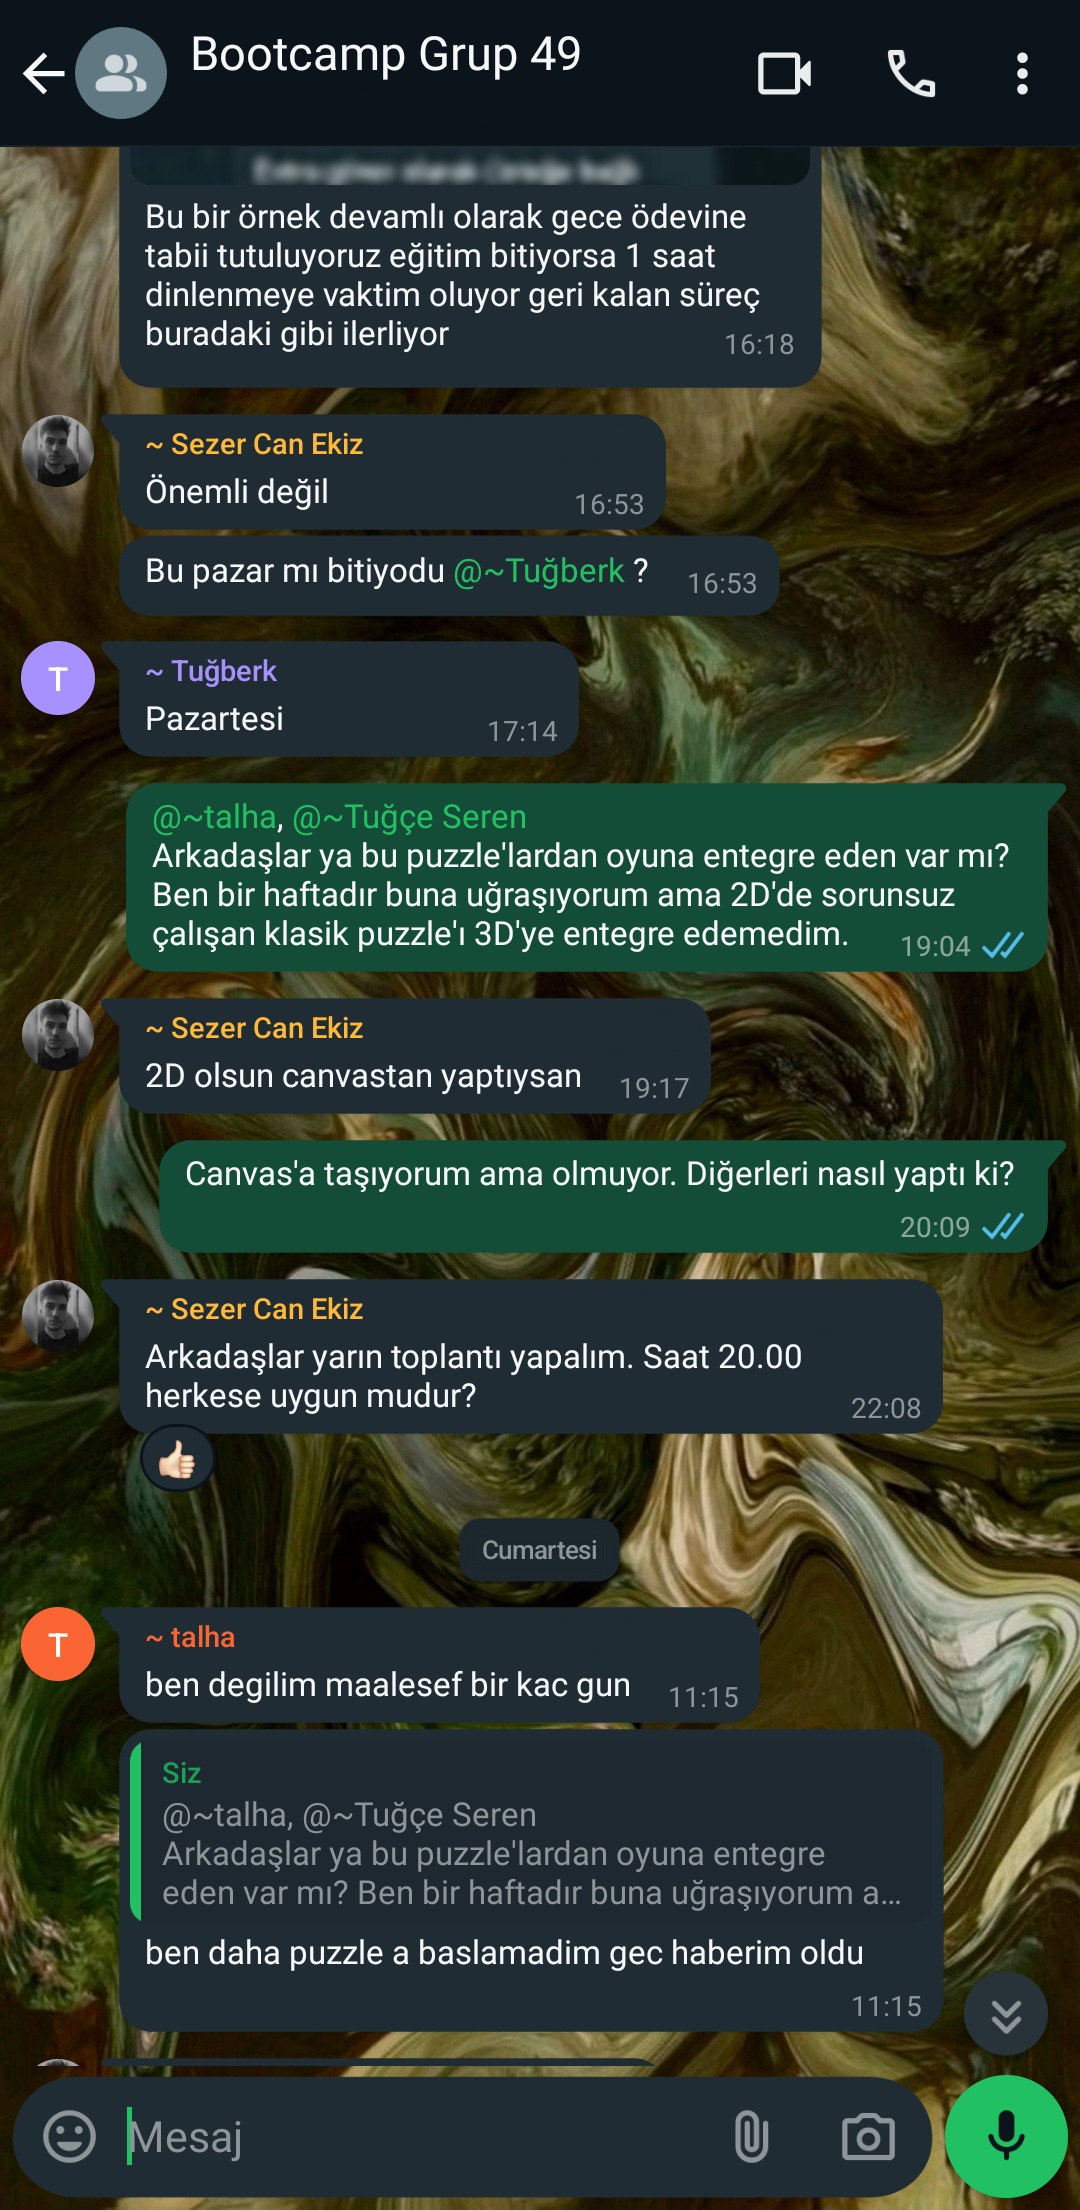 Bootcamp Grup 49
Bu bir örnek devamlı olarak gece ödevine
tabii tutuluyoruz eğitim bitiyorsa 1 saat
dinlenmeye vaktim oluyor geri kalan süreç
buradaki gibi ilerliyor
16:18
~ Sezer Can Ekiz
Önemli değil
16:53
Bu pazar mı bitiyodu @~Tuğberk ?
16:53
T
~ Tuğberk
Pazartesi
17:14
@~talha, @~Tuğçe Seren
Arkadaşlar ya bu puzzle'lardan oyuna entegre eden var mı?
Ben bir haftadır buna uğraşıyorum ama 2D'de sorunsuz
çalışan klasik puzzle'ı 3D'ye entegre edemedim.
19:04
~ Sezer Can Ekiz
2D olsun canvastan yaptıysan
19:17
Canvas'a taşıyorum ama olmuyor. Diğerleri nasıl yaptı ki?
20:09
~ Sezer Can Ekiz
Arkadaşlar yarın toplantı yapalım. Saat 20.00
herkese uygun mudur?
22:08
Cumartesi
T
~ talha
ben degilim maalesef bir kac gun
11:15
Siz
@~talha, @~Tuğçe Seren
Arkadaşlar ya bu puzzle'lardan oyuna entegre
eden var mı? Ben bir haftadır buna uğraşıyorum a...
ben daha puzzle a baslamadim gec haberim oldu
11:15
Mesaj